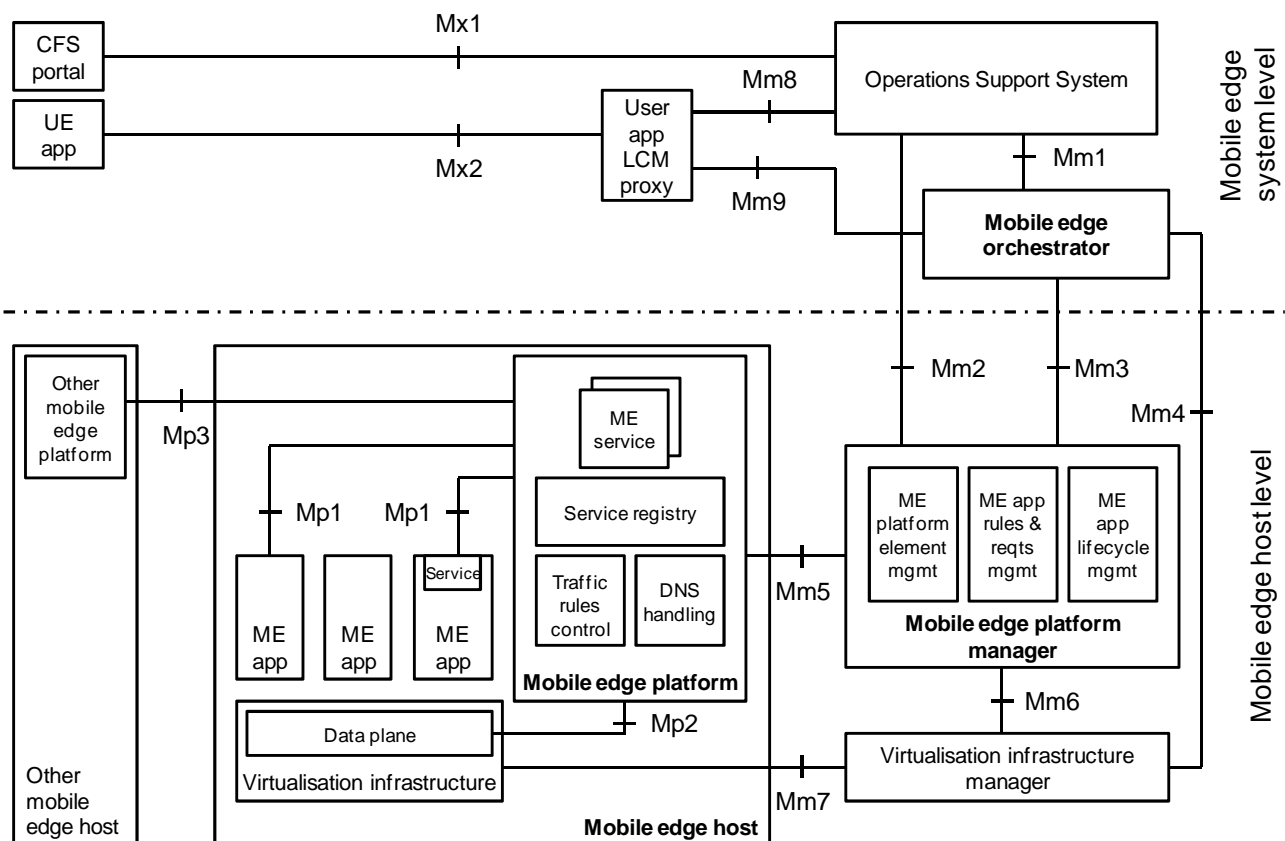 Mx1
CFS
portal
Operations Support System
Mm8
UE
app
User
app
LCM
proxy
Mx2
Mm9
Mm1
Mobile edge
orchestrator
Mobile edge
system level
Other
mobile
edge
platform
Mp3
ME
service
Mm2
Mm3
Mm4
Mp1
Mp1
Service registry
ME
platform
element
mgmt
ME app
rules &
reqts
mgmt
ME
app
lifecycle
mgmt
Service
Traffic
rules
control
DNS
handling
Mm5
ME
app
ME
app
ME
app
Mobile edge platform
Mobile edge platform
manager
Mobile edge host level
Mp2
Mm6
Data plane
Virtualisation infrastructure
Mm7
Virtualisation infrastructure
manager
Other
mobile
edge host
Mobile edge host